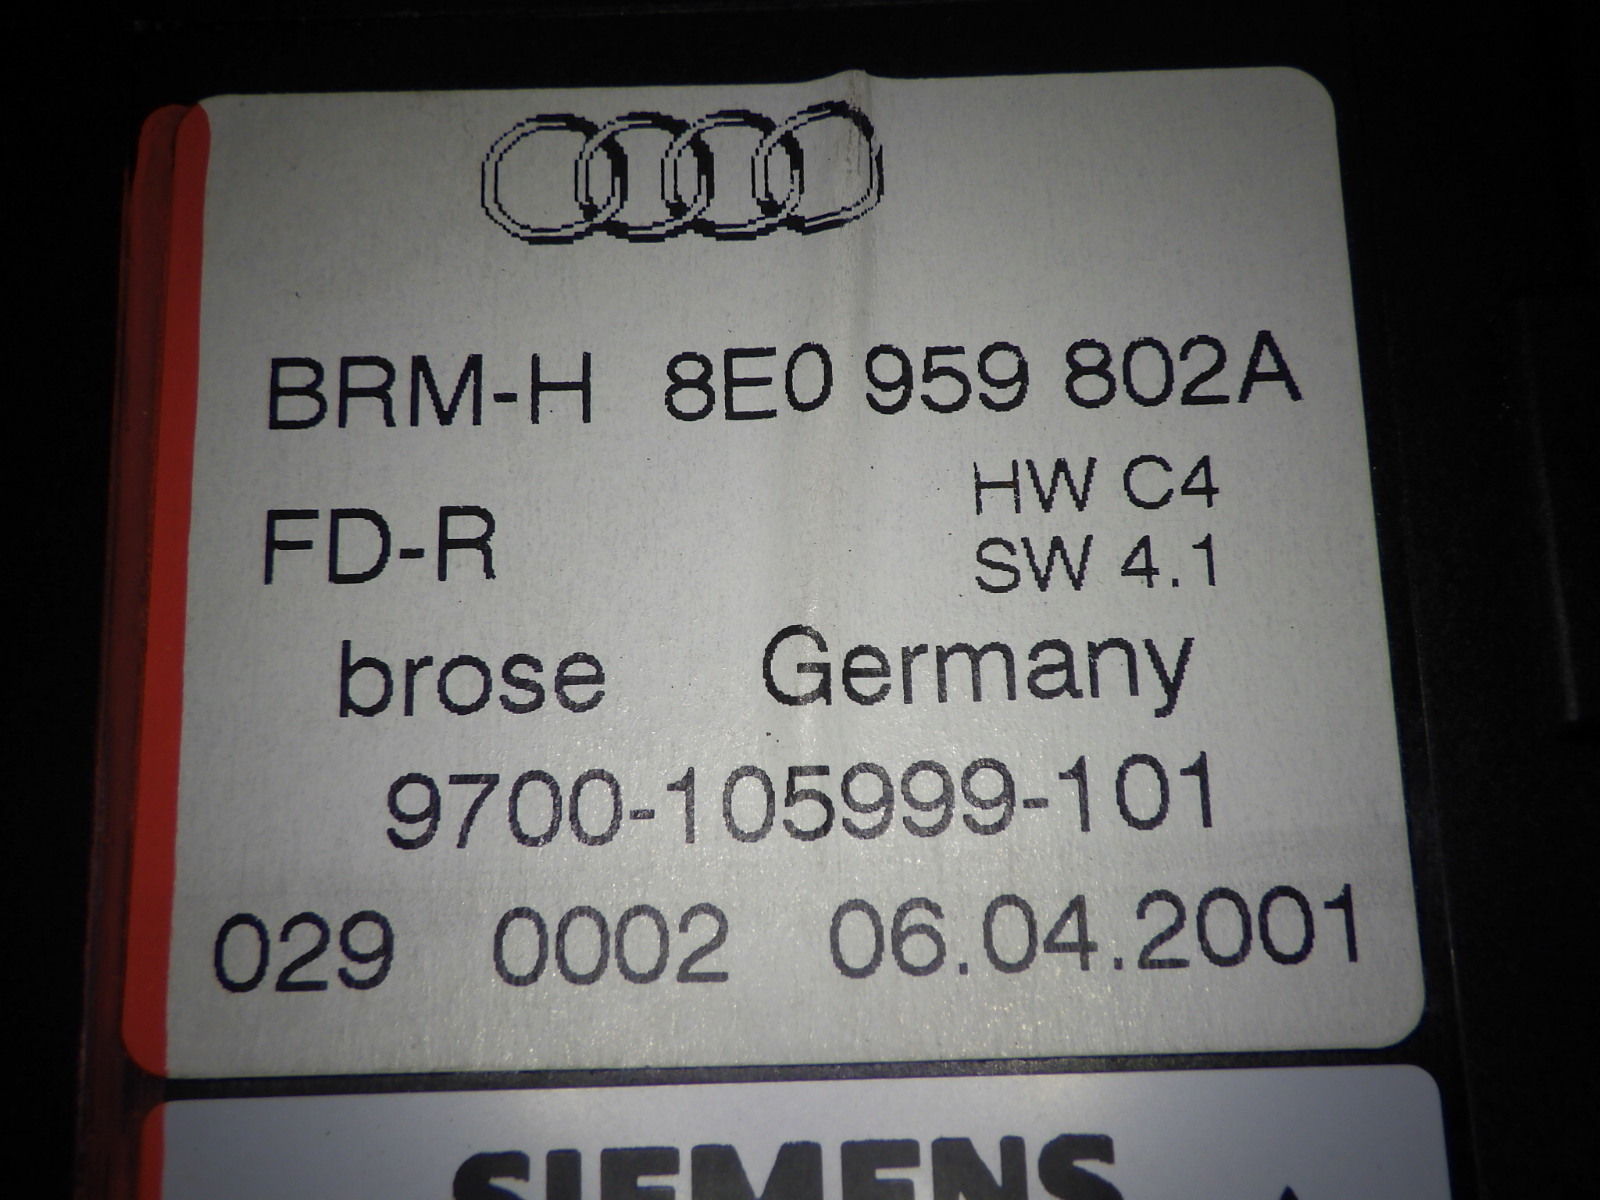 BRM-H 8E0 959 802A
HW C4
FD-R
SW 4.1
brose Germany
9700-105999-101
029 0002 06.04.2001
SIEMENS